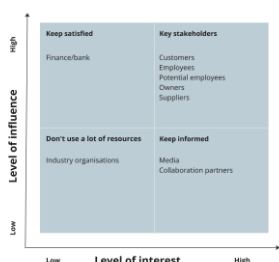 High
Keep satisfied
Finance/bank
Key stakeholders
Customers
Employees
Potential employees
Owners
Suppliers
Level of influence
Don't use a lot of resources
Industry organisations
Keep informed
Media
Collaboration partners
Low
Low
Level of interest
High